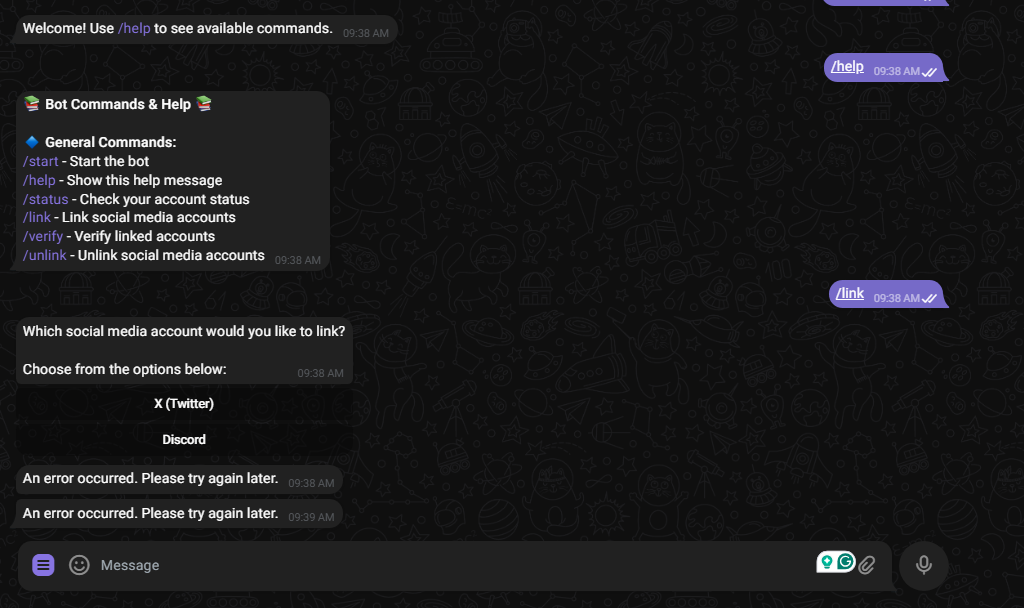 Welcome! Use /help to see available commands. 09:38 AM
/help 09:38 AM
📚 Bot Commands & Help 📚
🔹 General Commands:
/start - Start the bot
/help - Show this help message
/status - Check your account status
/link - Link social media accounts
/verify - Verify linked accounts
/unlink - Unlink social media accounts 09:38 AM
/link 09:38 AM
Which social media account would you like to link?
Choose from the options below: 09:38 AM
X (Twitter)
Discord
An error occurred. Please try again later. 09:38 AM
An error occurred. Please try again later. 09:39 AM
Message